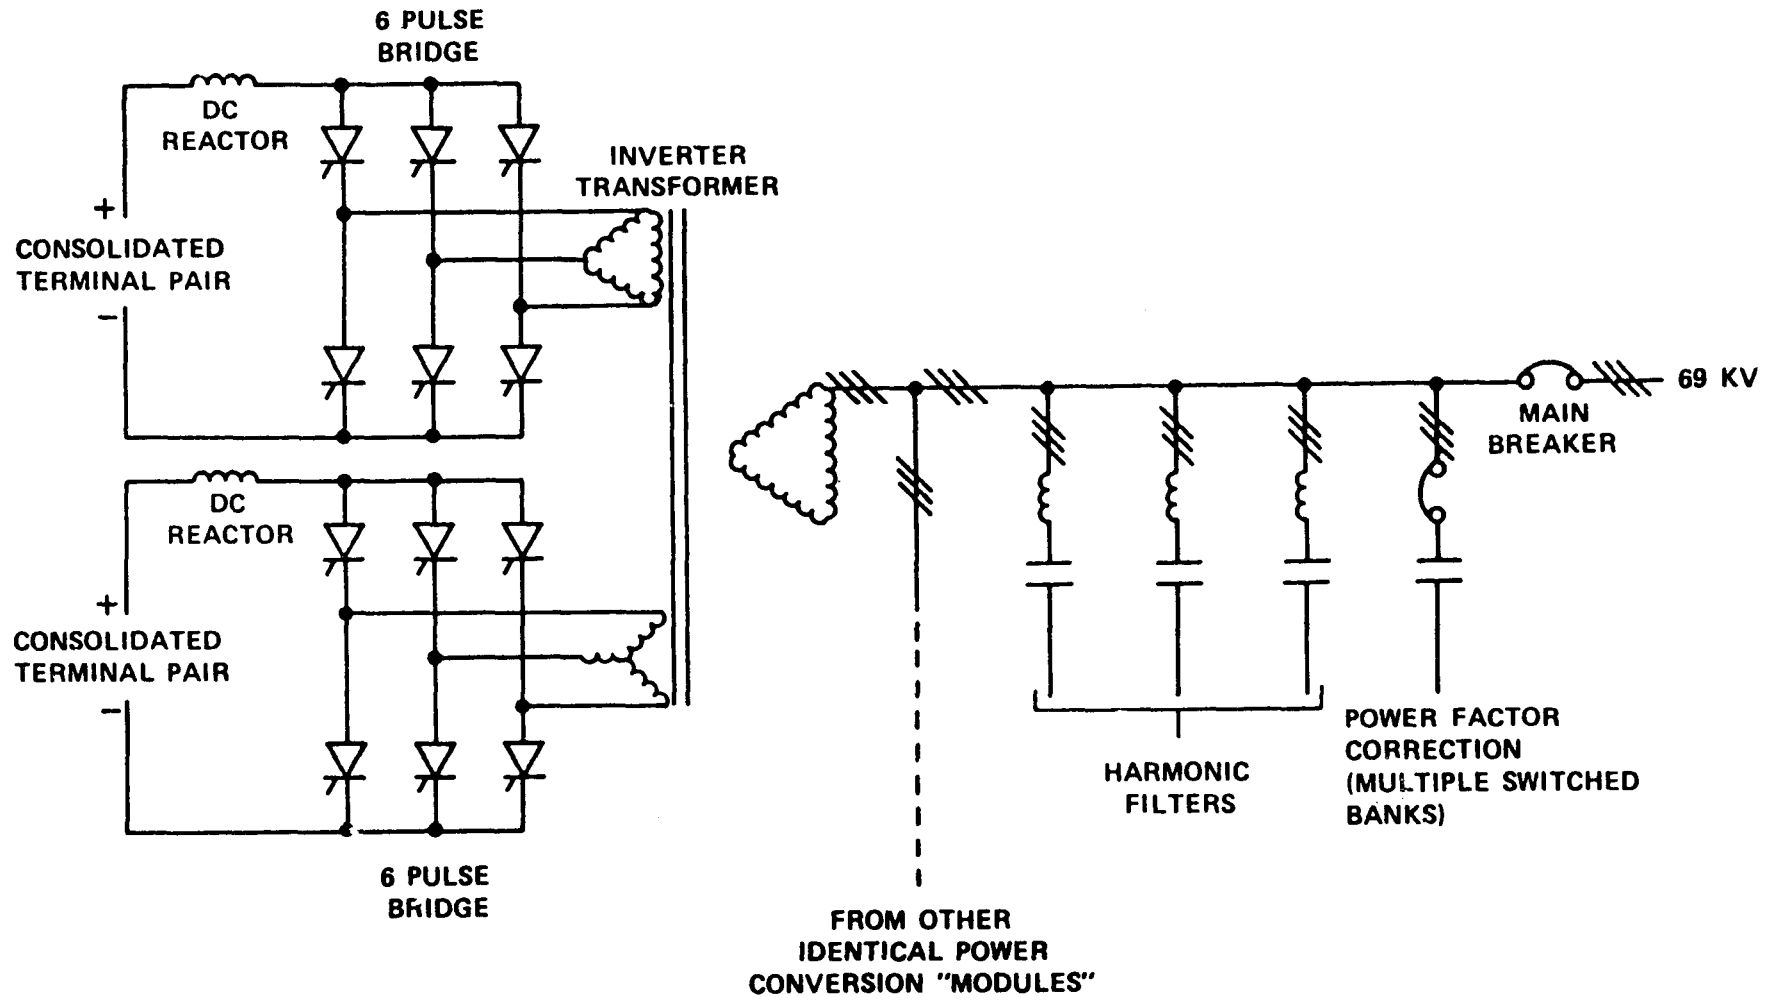 6 PULSE
BRIDGE
DC
REACTOR
INVERTER
TRANSFORMER
+
CONSOLIDATED
TERMINAL PAIR
−
69 KV
MAIN
BREAKER
DC
REACTOR
+
CONSOLIDATED
TERMINAL PAIR
−
POWER FACTOR
CORRECTION
(MULTIPLE SWITCHED
BANKS)
HARMONIC
FILTERS
6 PULSE
BRIDGE
FROM OTHER
IDENTICAL POWER
CONVERSION "MODULES"